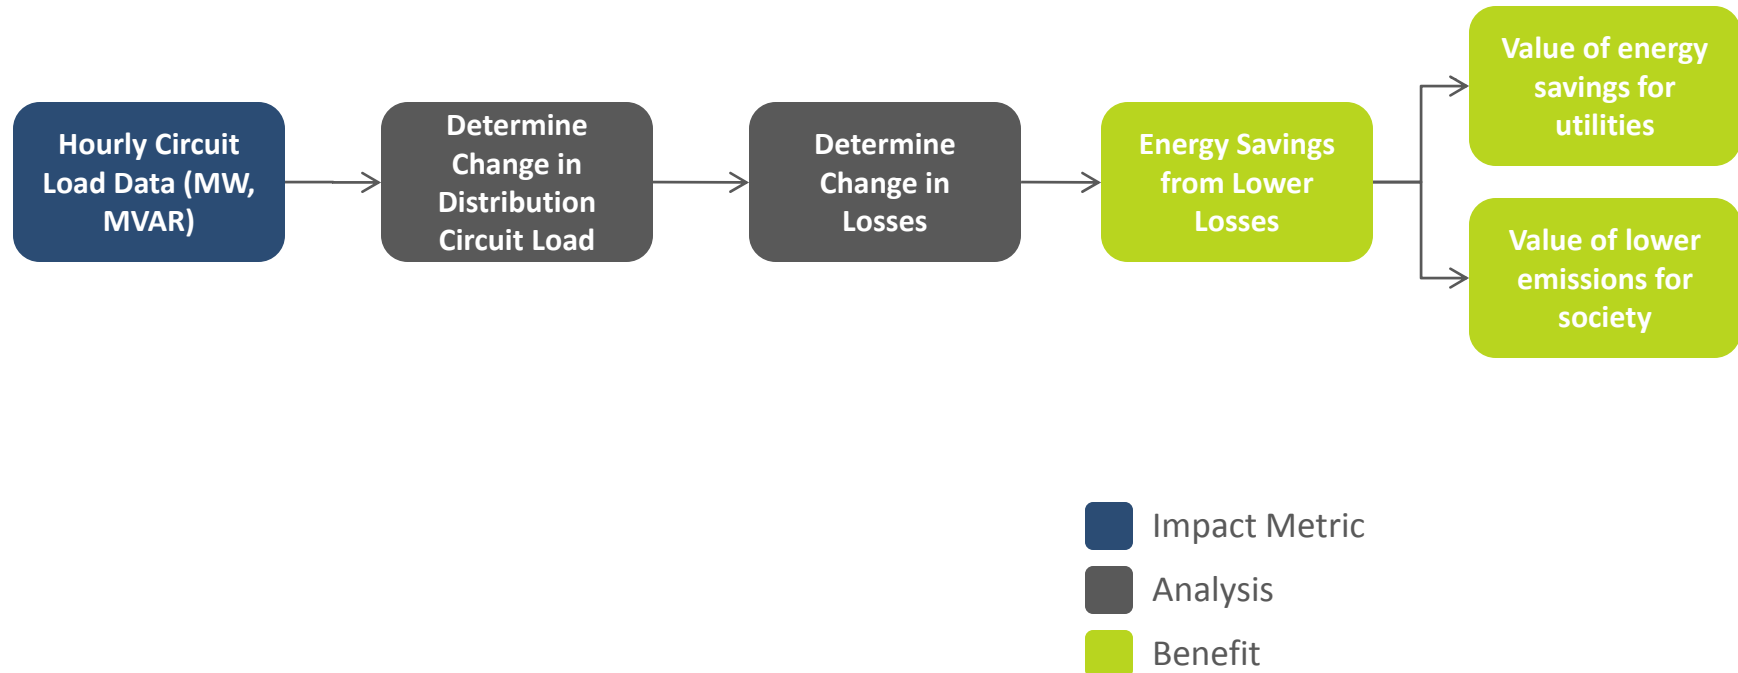 Hourly Circuit
Load Data (MW,
MVAR)
Determine
Change in
Distribution
Circuit Load
Determine
Change in
Losses
Energy Savings
from Lower
Losses
Value of energy
savings for
utilities
Value of lower
emissions for
society
Impact Metric
Analysis
Benefit